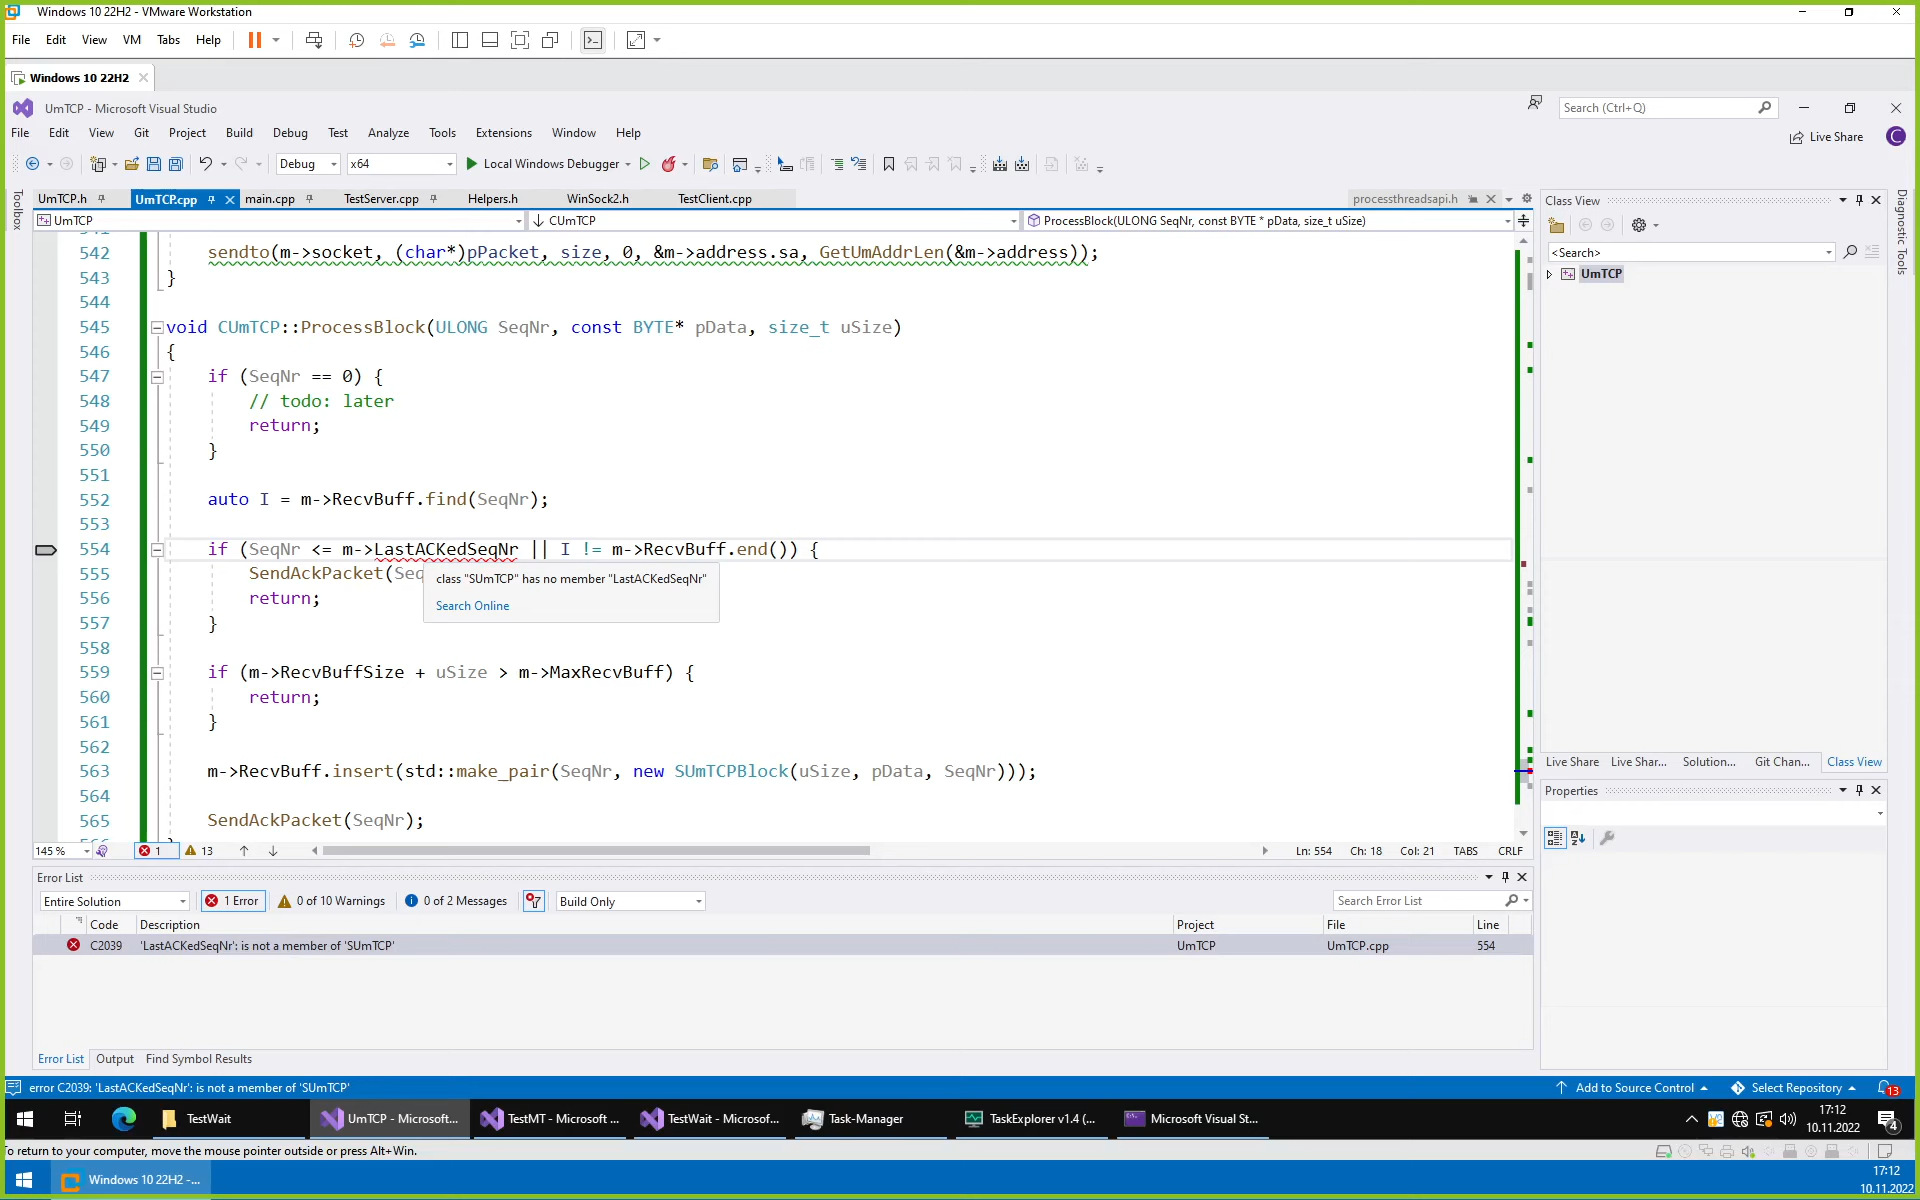 Windows 10 22H2 - VMware Workstation
File Edit View VM Tabs Help
Windows 10 22H2
UmTCP - Microsoft Visual Studio
Search (Ctrl+Q)
File Edit View Git Project Build Debug Test Analyze Tools Extensions Window Help
Live Share
C
Debug x64 Local Windows Debugger
Toolbox
UmTCP.h UmTCP.cpp main.cpp TestServer.cpp Helpers.h WinSock2.h TestClient.cpp processthreadsapi.h
UmTCP CUmTCP ProcessBlock(ULONG SeqNr, const BYTE * pData, size_t uSize)
541
542 sendto(m->socket, (char*)pPacket, size, 0, &m->address.sa, GetUmAddrLen(&m->address));
543 }
544
545 void CUmTCP::ProcessBlock(ULONG SeqNr, const BYTE* pData, size_t uSize)
546 {
547 if (SeqNr == 0) {
548 // todo: later
549 return;
550 }
551
552 auto I = m->RecvBuff.find(SeqNr);
553
554 if (SeqNr <= m->LastACKedSeqNr || I != m->RecvBuff.end()) {
555 SendAckPacket(Seq
class "SUmTCP" has no member "LastACKedSeqNr"
Search Online
556 return;
557 }
558
559 if (m->RecvBuffSize + uSize > m->MaxRecvBuff) {
560 return;
561 }
562
563 m->RecvBuff.insert(std::make_pair(SeqNr, new SUmTCPBlock(uSize, pData, SeqNr)));
564
565 SendAckPacket(SeqNr);
145 % 1 13 Ln: 554 Ch: 18 Col: 21 TABS CRLF
Class View
<Search>
UmTCP
Diagnostic Tools
Live Share Live Shar... Solution... Git Chan... Class View
Properties
Error List
Entire Solution 1 Error 0 of 10 Warnings 0 of 2 Messages Build Only Search Error List
Code Description Project File Line
C2039 'LastACKedSeqNr': is not a member of 'SUmTCP' UmTCP UmTCP.cpp 554
Error List Output Find Symbol Results
error C2039: 'LastACKedSeqNr': is not a member of 'SUmTCP' Add to Source Control Select Repository 13
TestWait UmTCP - Microsoft... TestMT - Microsoft ... TestWait - Microsof... Task-Manager TaskExplorer v1.4 (... Microsoft Visual St...
17:12
10.11.2022
4
To return to your computer, move the mouse pointer outside or press Alt+Win.
Windows 10 22H2 -...
17:12
10.11.2022